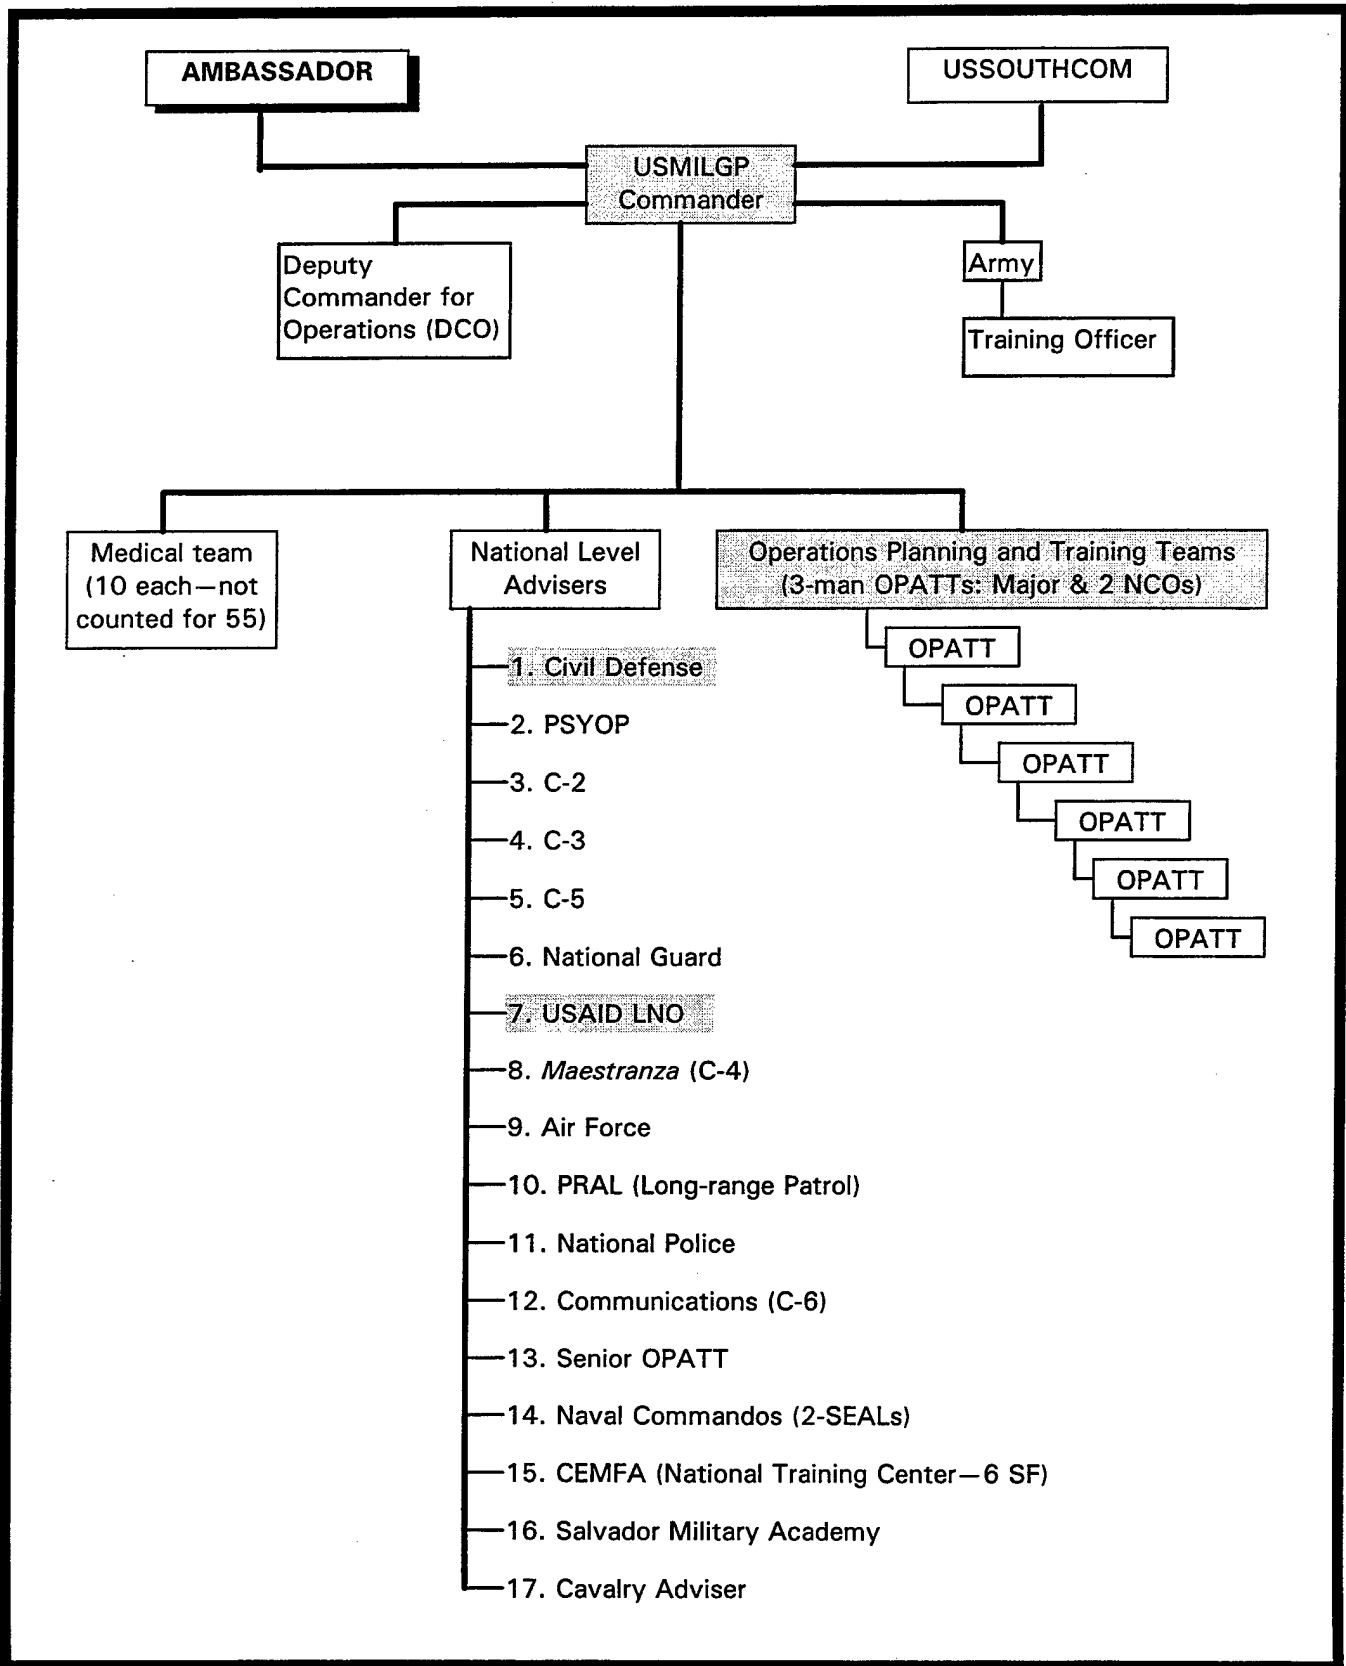 AMBASSADOR
USSOUTHCOM
USMILGP
Commander
Deputy
Commander for
Operations (DCO)
Army
Training Officer
Medical team
(10 each—not
counted for 55)
National Level
Advisers
Operations Planning and Training Teams
(3-man OPATTs: Major & 2 NCOs)
OPATT
OPATT
OPATT
OPATT
OPATT
OPATT
1. Civil Defense
2. PSYOP
3. C-2
4. C-3
5. C-5
6. National Guard
7. USAID LNO
8. Maestranza (C-4)
9. Air Force
10. PRAL (Long-range Patrol)
11. National Police
12. Communications (C-6)
13. Senior OPATT
14. Naval Commandos (2-SEALs)
15. CEMFA (National Training Center—6 SF)
16. Salvador Military Academy
17. Cavalry Adviser